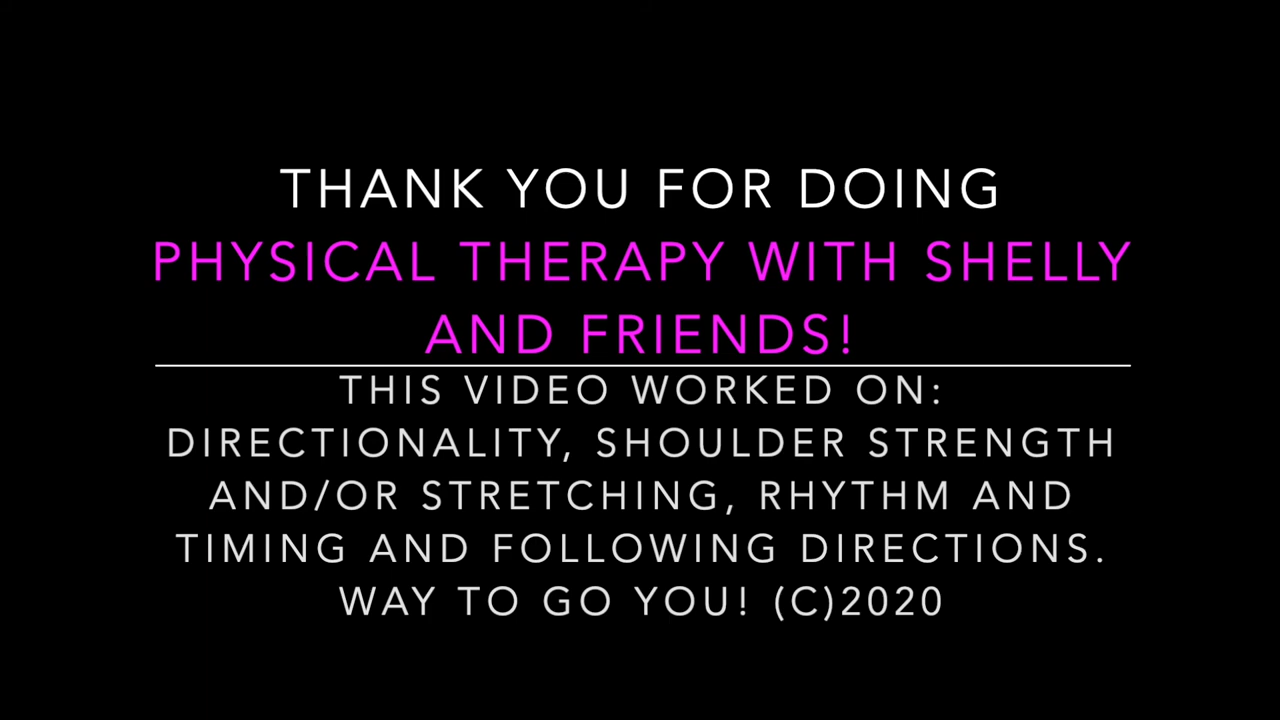 THANK YOU FOR DOING
PHYSICAL THERAPY WITH SHELLY
AND FRIENDS!
THIS VIDEO WORKED ON:
DIRECTIONALITY, SHOULDER STRENGTH
AND/OR STRETCHING, RHYTHM AND
TIMING AND FOLLOWING DIRECTIONS.
WAY TO GO YOU! (C)2020